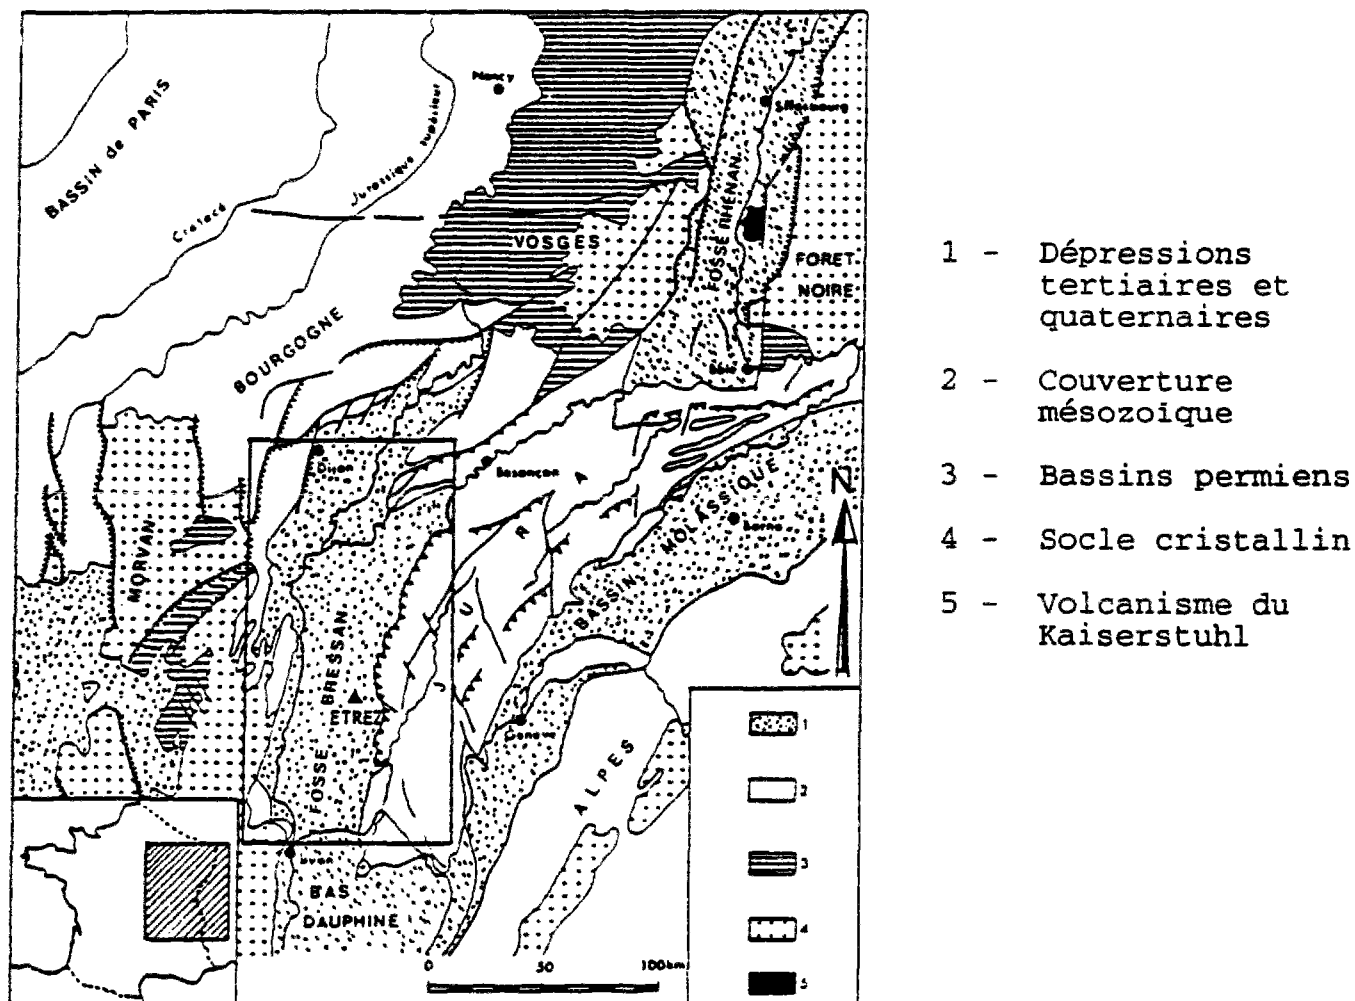 BASSIN de PARIS
Crétacé
Jurassique supérieur
Nancy
Strasbourg
VOSGES
FOSSE RHENAN
FORET
NOIRE
BOURGOGNE
Bâle
Dijon
Besançon
MORVAN
JURA
BASSIN MOLASSIQUE
Berne
N
FOSSE BRESSAN
ETREZ
Genève
ALPES
Lyon
BAS
DAUPHINE
0 50 100km
1
2
3
4
5
1 - Dépressions
tertiaires et
quaternaires
2 - Couverture
mésozoique
3 - Bassins permiens
4 - Socle cristallin
5 - Volcanisme du
Kaiserstuhl